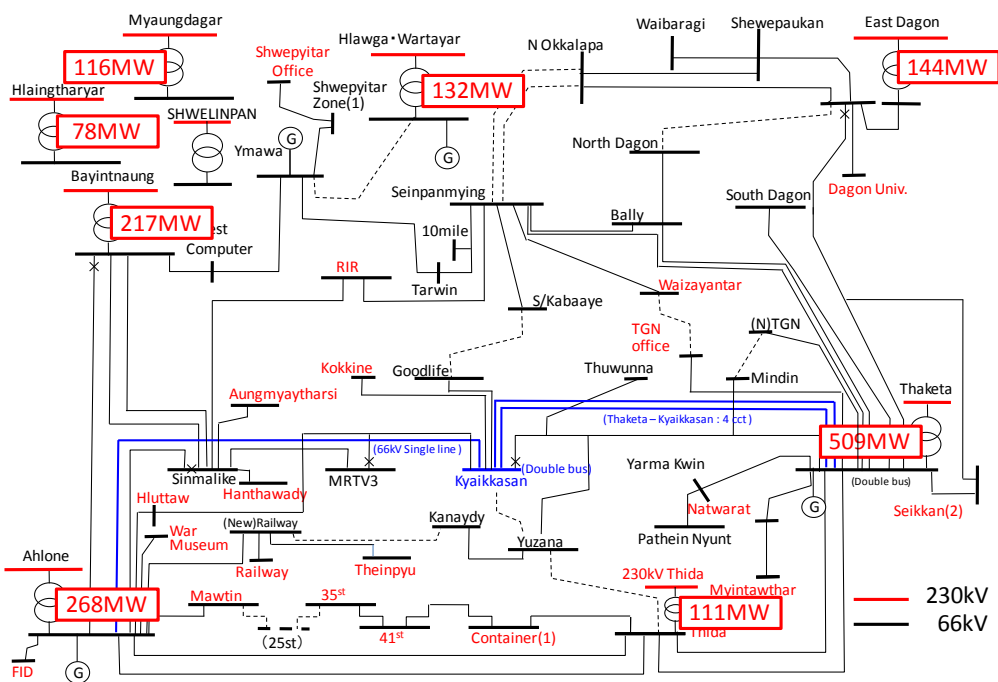 Myaungdagar
116MW
Hlaingtharyar
78MW
SHWELINPAN
Bayintnaung
217MW
est
Computer
Shwepyitar
Office
Shwepyitar
Zone(1)
G
Ymawa
Hlawga・Wartayar
132MW
G
N Okkalapa
Waibaragi
Shewepaukan
East Dagon
144MW
North Dagon
Dagon Univ.
South Dagon
Seinpanmying
Bally
10mile
Tarwin
RIR
S/Kabaaye
Waizayantar
TGN
office
(N)TGN
Mindin
Thuwunna
Goodlife
Kokkine
Aungmyaytharsi
Thaketa
509MW
(Double bus)
G
(Thaketa – Kyaikkasan : 4 cct )
(66kV Single line)
Kyaikkasan
(Double bus)
Sinmalike
Hanthawady
MRTV3
Hluttaw
War
Museum
(New)Railway
Railway
Theinpyu
Kanaydy
Yuzana
Yarma Kwin
Natwarat
Pathein Nyunt
Myintawthar
Seikkan(2)
Ahlone
268MW
FID
G
Mawtin
(25st)
35st
41st
Container(1)
230kV Thida
111MW
Thida
230kV
66kV